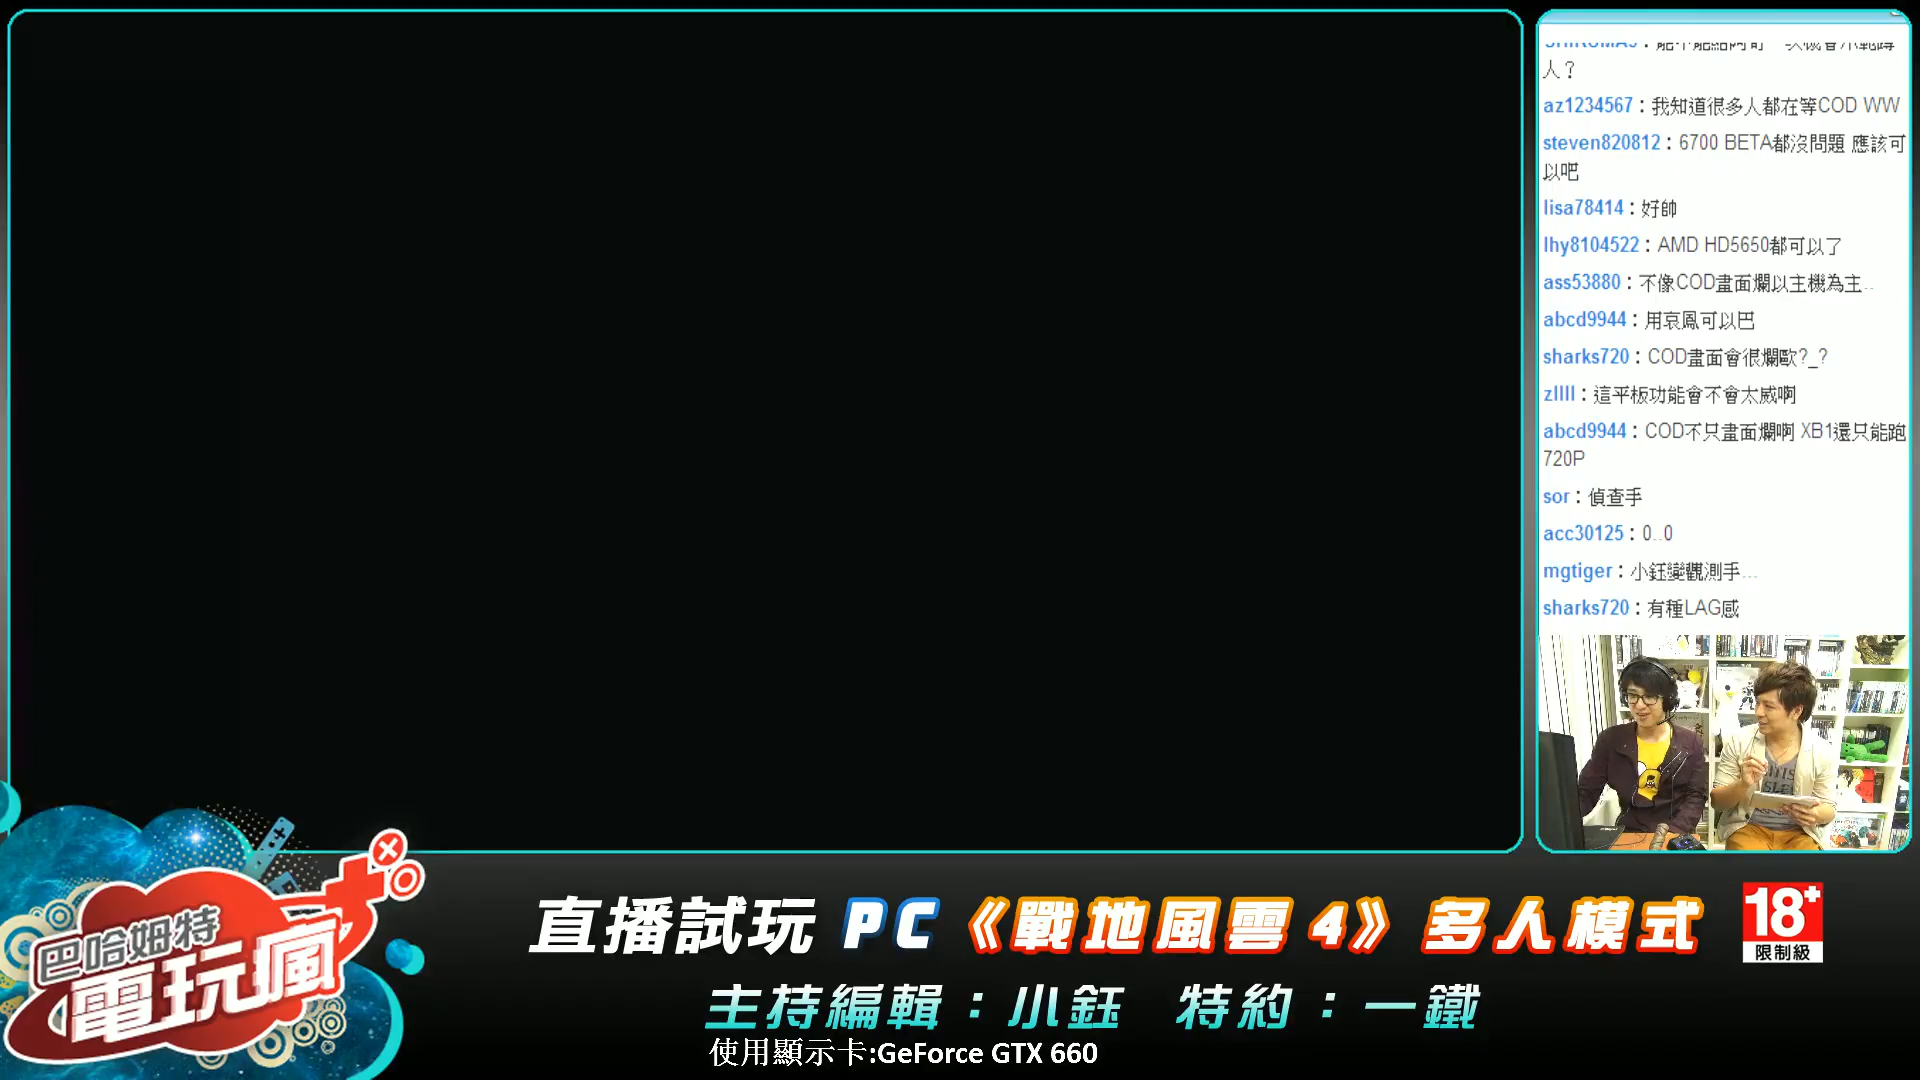 人？
az1234567：我知道很多人都在等COD WW
steven820812：6700 BETA都沒問題 應該可
以吧
lisa78414：好帥
lhy8104522：AMD HD5650都可以了
ass53880：不像COD畫面爛以主機為主..
abcd9944：用哀鳳可以巴
sharks720：COD畫面會很爛歐?_?
zllll：這平板功能會不會太威啊
abcd9944：COD不只畫面爛啊 XB1還只能跑
720P
sor：偵查手
acc30125：0..0
mgtiger：小鈺變觀測手...
sharks720：有種LAG感
巴哈姆特
電玩瘋
直播試玩 PC《戰地風雲 4》多人模式
18+
限制級
主持編輯：小鈺 特約：一鐵
使用顯示卡:GeForce GTX 660